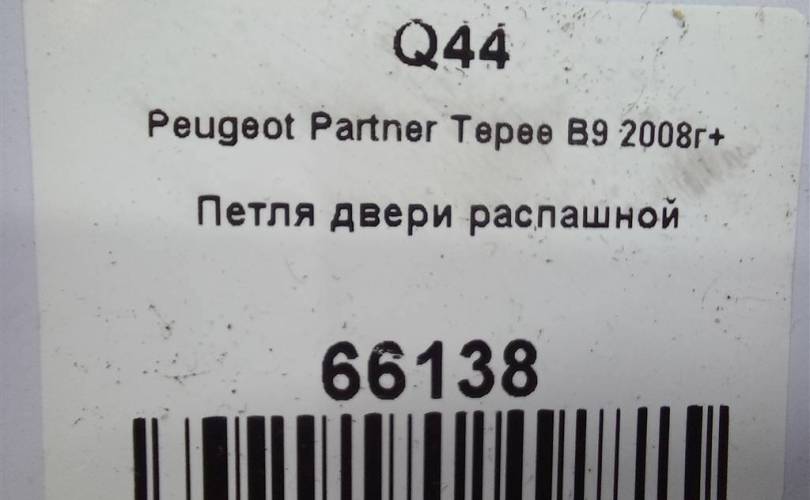 Q44
Peugeot Partner Tepee B9 2008г+
Петля двери распашной
66138